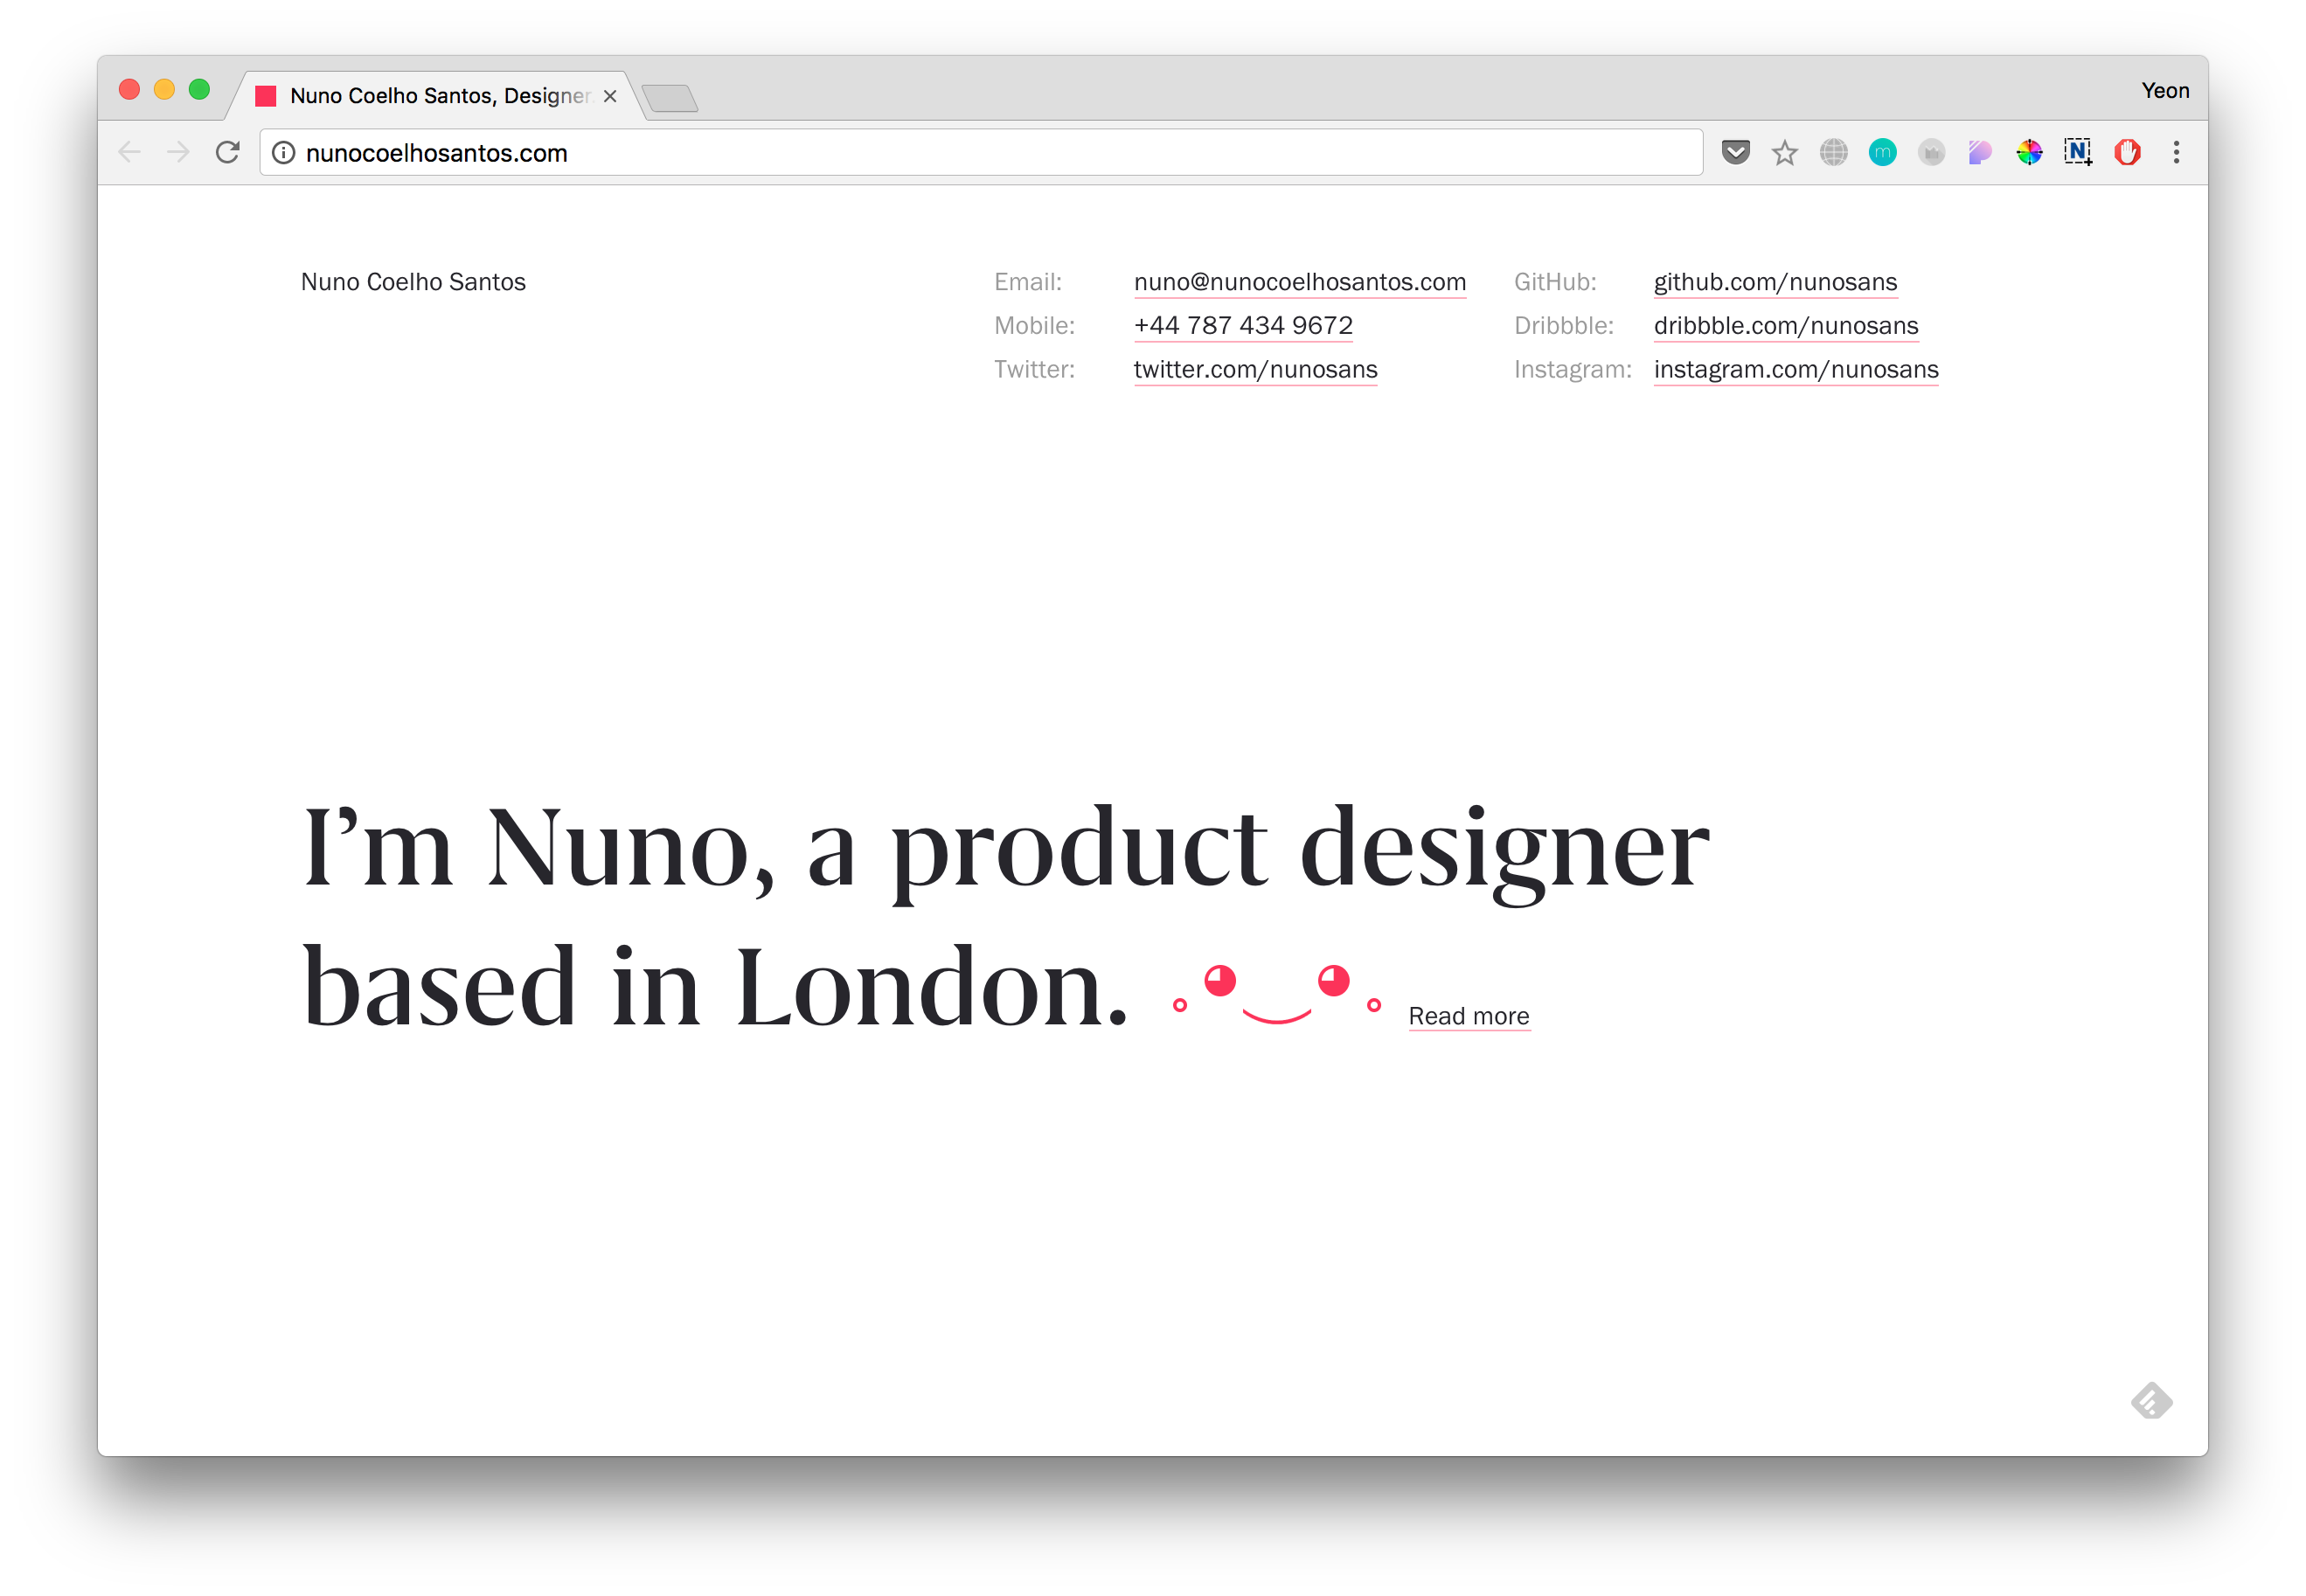 Nuno Coelho Santos, Designer.
Yeon
nunocoelhosantos.com
Nuno Coelho Santos
Email: nuno@nunocoelhosantos.com
Mobile: +44 787 434 9672
Twitter: twitter.com/nunosans
GitHub: github.com/nunosans
Dribbble: dribbble.com/nunosans
Instagram: instagram.com/nunosans
I’m Nuno, a product designer
based in London.
Read more